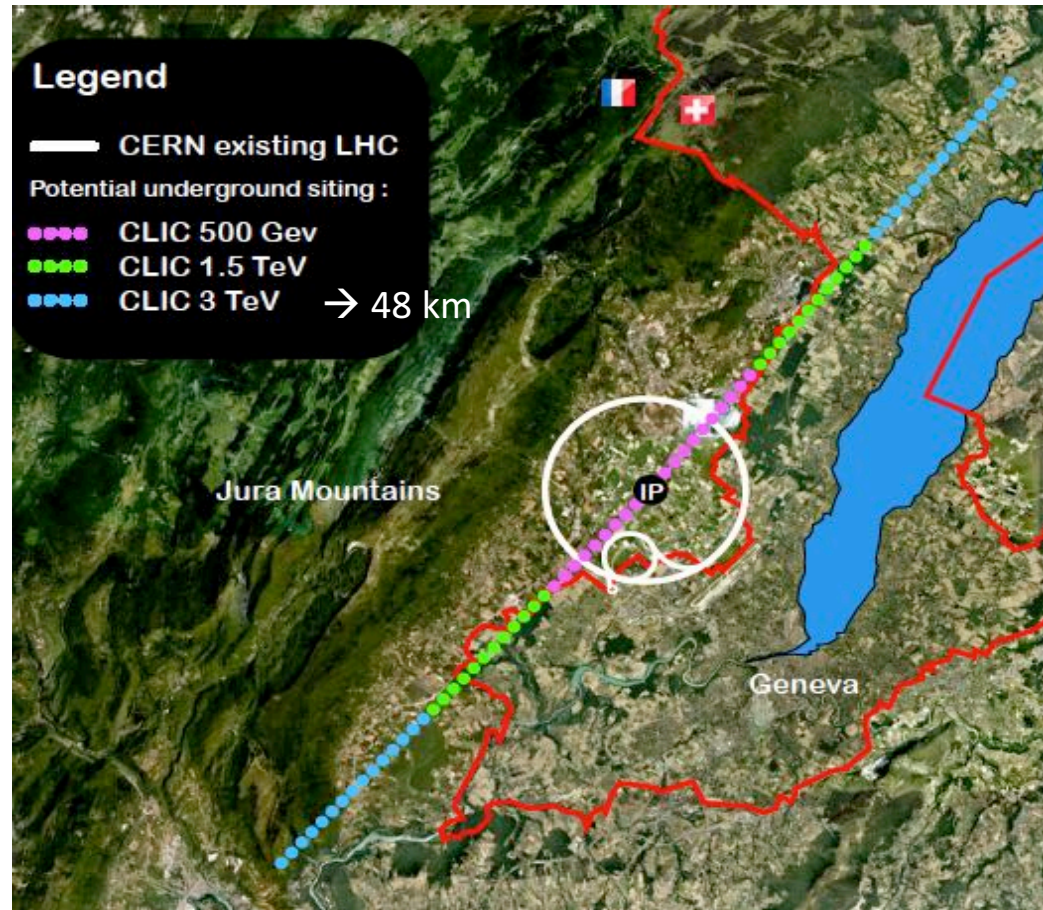 Legend
CERN existing LHC
Potential underground siting :
CLIC 500 Gev
CLIC 1.5 TeV
CLIC 3 TeV → 48 km
Jura Mountains
IP
Geneva